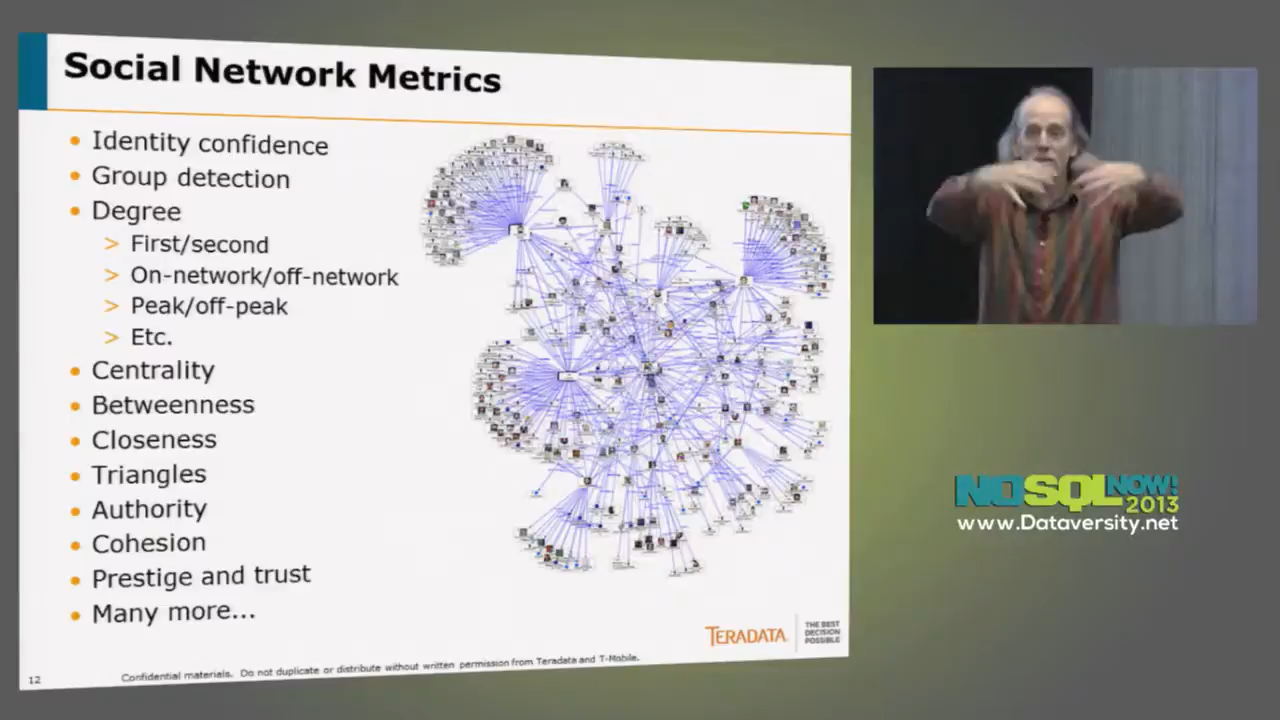 Social Network Metrics
• Identity confidence
• Group detection
• Degree
> First/second
> On-network/off-network
> Peak/off-peak
> Etc.
• Centrality
• Betweenness
• Closeness
• Triangles
• Authority
• Cohesion
• Prestige and trust
• Many more...
TERADATA
THE BEST
DECISION
POSSIBLE
12
Confidential materials. Do not duplicate or distribute without written permission from Teradata and T-Mobile.
NOSQL NOW!
2013
www.Dataversity.net